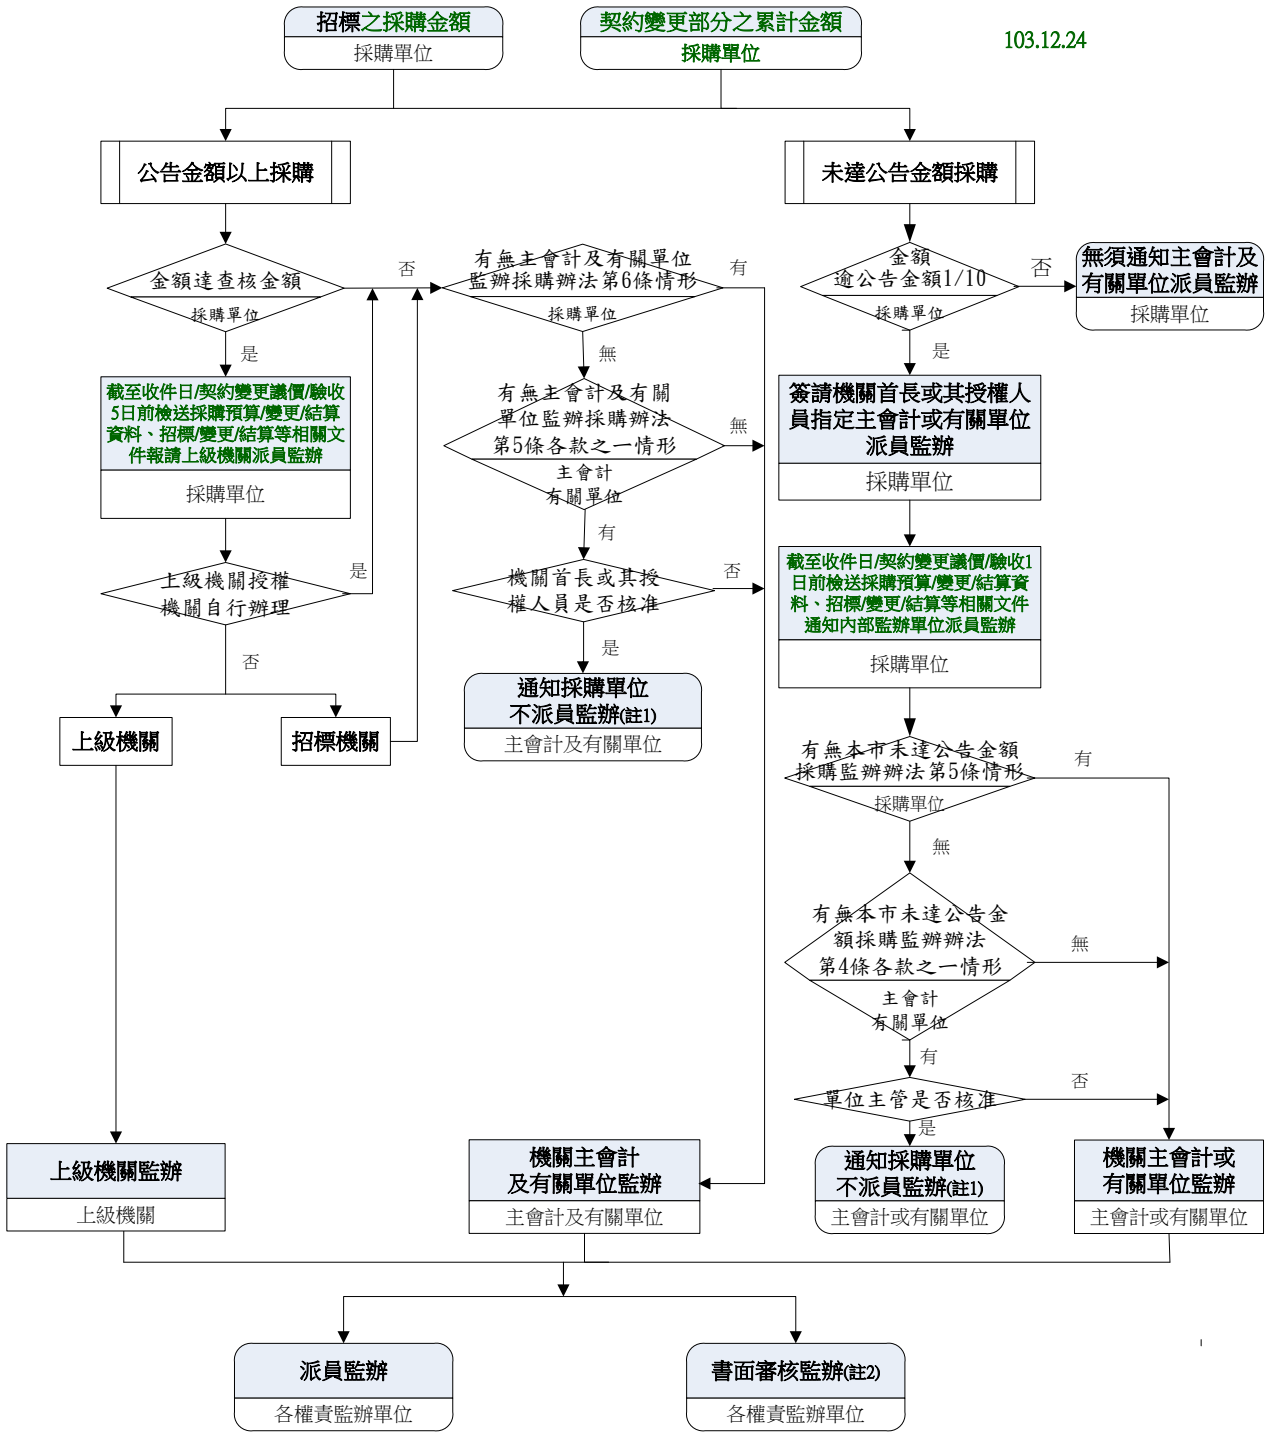 招標之採購金額
採購單位
契約變更部分之累計金額
採購單位
103.12.24
公告金額以上採購
未達公告金額採購
金額達查核金額
採購單位
否
是
有無主會計及有關單位
監辦採購辦法第6條情形
採購單位
有
無
金額
逾公告金額1/10
採購單位
否
是
無須通知主會計及
有關單位派員監辦
採購單位
截至收件日/契約變更議價/驗收
5日前檢送採購預算/變更/結算
資料、招標/變更/結算等相關文
件報請上級機關派員監辦
採購單位
有無主會計及有關
單位監辦採購辦法
第5條各款之一情形
主會計
有關單位
無
有
簽請機關首長或其授權人
員指定主會計或有關單位
派員監辦
採購單位
上級機關授權
機關自行辦理
是
否
機關首長或其授
權人員是否核准
否
是
截至收件日/契約變更議價/驗收1
日前檢送採購預算/變更/結算資
料、招標/變更/結算等相關文件
通知內部監辦單位派員監辦
採購單位
上級機關
招標機關
通知採購單位
不派員監辦(註1)
主會計及有關單位
有無本市未達公告金額
採購監辦辦法第5條情形
採購單位
有
無
有無本市未達公告金
額採購監辦辦法
第4條各款之一情形
主會計
有關單位
無
有
單位主管是否核准
否
是
上級機關監辦
上級機關
機關主會計
及有關單位監辦
主會計及有關單位
通知採購單位
不派員監辦(註1)
主會計或有關單位
機關主會計或
有關單位監辦
主會計或有關單位
派員監辦
各權責監辦單位
書面審核監辦(註2)
各權責監辦單位